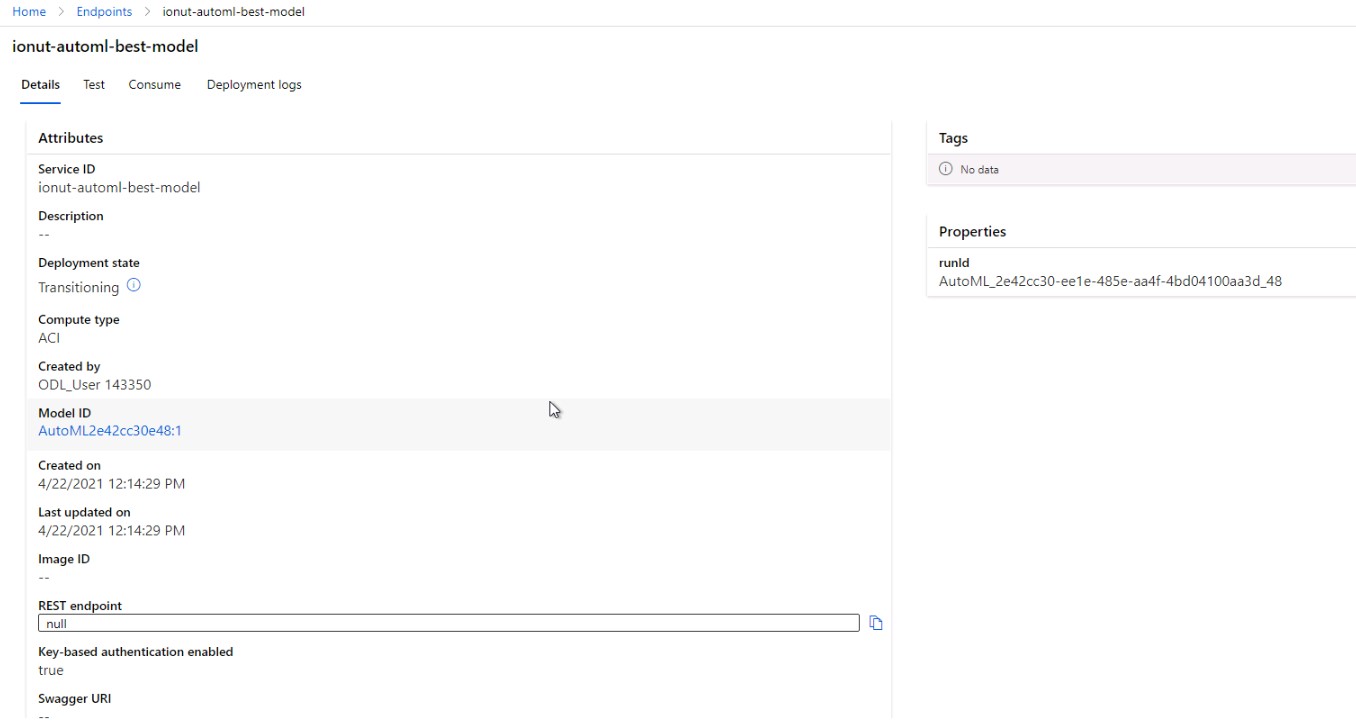 Home > Endpoints > ionut-automl-best-model
ionut-automl-best-model
Details Test Consume Deployment logs
Attributes
Service ID
ionut-automl-best-model
Description
--
Deployment state
Transitioning
Compute type
ACI
Created by
ODL_User 143350
Model ID
AutoML2e42cc30e48:1
Created on
4/22/2021 12:14:29 PM
Last updated on
4/22/2021 12:14:29 PM
Image ID
--
REST endpoint
null
Key-based authentication enabled
true
Swagger URI
--
Tags
No data
Properties
runId
AutoML_2e42cc30-ee1e-485e-aa4f-4bd04100aa3d_48